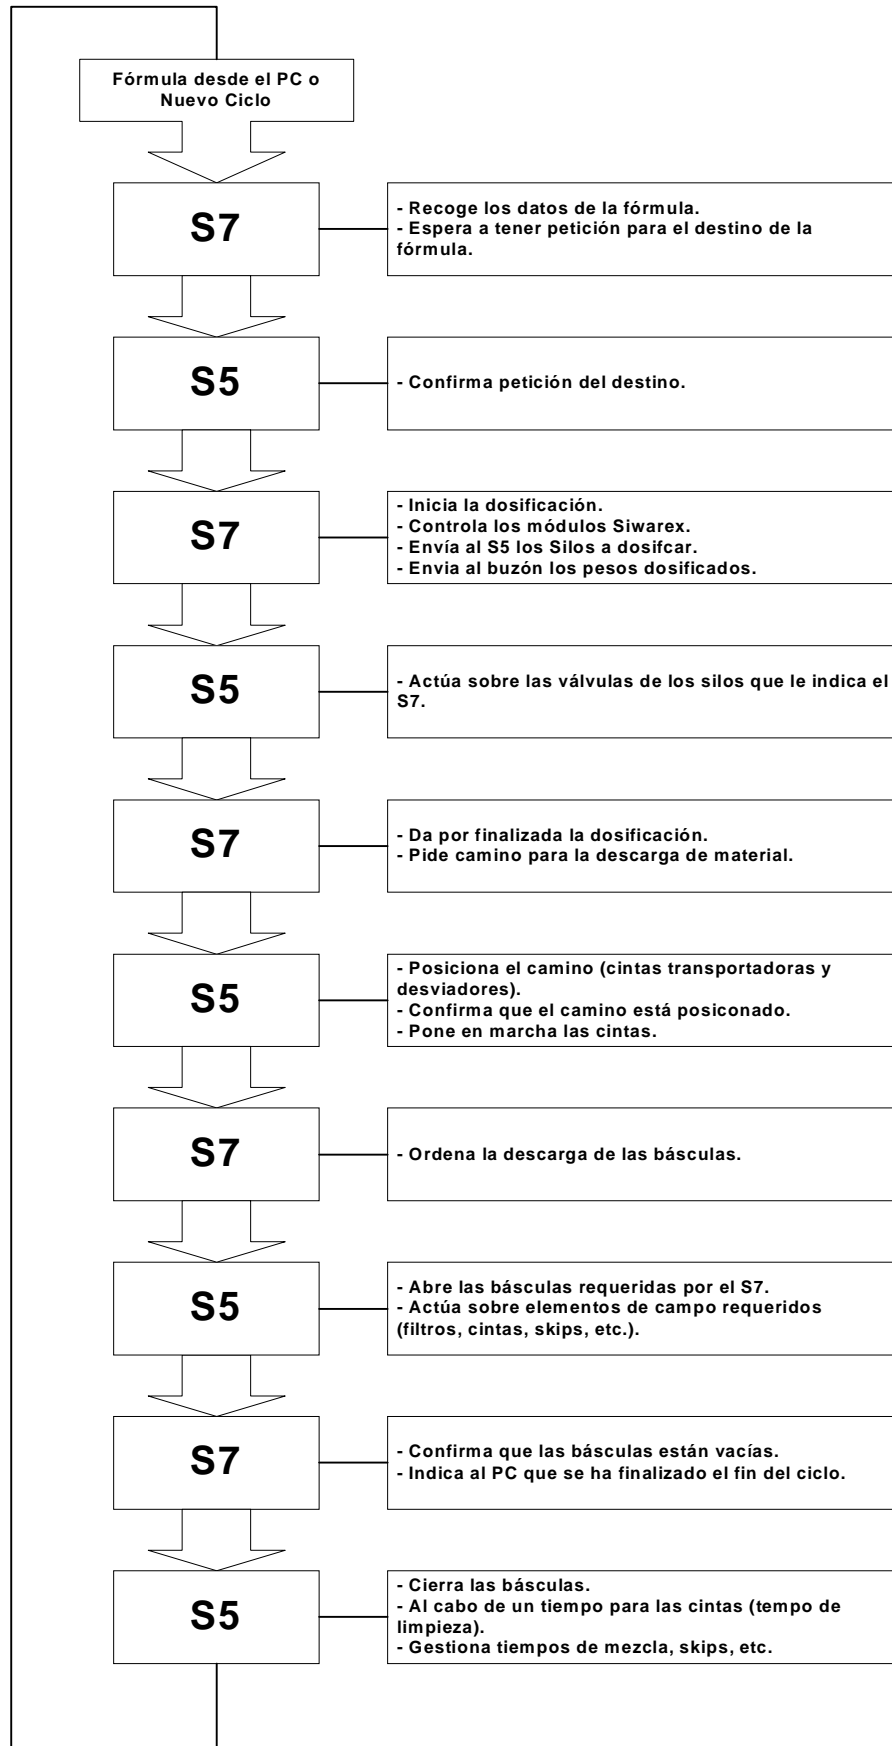 Fórmula desde el PC o
Nuevo Ciclo
S7
- Recoge los datos de la fórmula.
- Espera a tener petición para el destino de la
fórmula.
S5
- Confirma petición del destino.
S7
- Inicia la dosificación.
- Controla los módulos Siwarex.
- Envía al S5 los Silos a dosifcar.
- Envia al buzón los pesos dosificados.
S5
- Actúa sobre las válvulas de los silos que le indica el
S7.
S7
- Da por finalizada la dosificación.
- Pide camino para la descarga de material.
S5
- Posiciona el camino (cintas transportadoras y
desviadores).
- Confirma que el camino está posiconado.
- Pone en marcha las cintas.
S7
- Ordena la descarga de las básculas.
S5
- Abre las básculas requeridas por el S7.
- Actúa sobre elementos de campo requeridos
(filtros, cintas, skips, etc.).
S7
- Confirma que las básculas están vacías.
- Indica al PC que se ha finalizado el fin del ciclo.
S5
- Cierra las básculas.
- Al cabo de un tiempo para las cintas (tempo de
limpieza).
- Gestiona tiempos de mezcla, skips, etc.